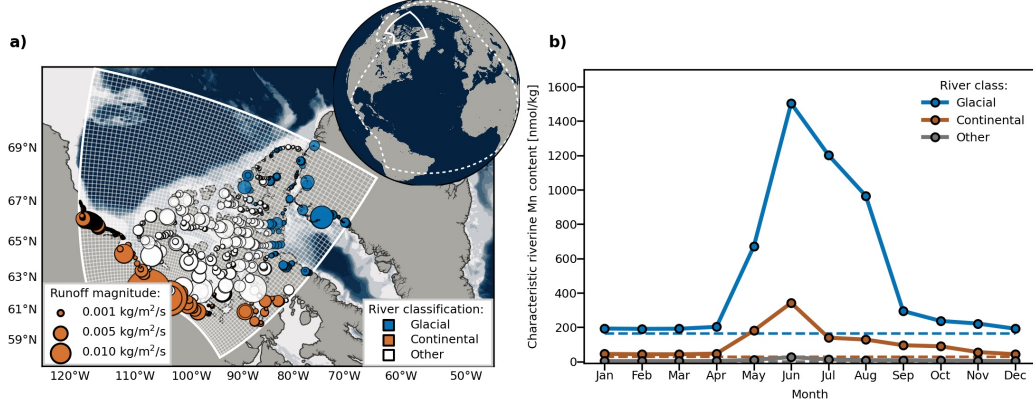 a)
69°N
67°N
65°N
63°N
61°N
59°N
120°W 110°W 100°W 90°W 80°W 70°W 60°W 50°W
Runoff magnitude:
0.001 kg/m²/s
0.005 kg/m²/s
0.010 kg/m²/s
River classification:
Glacial
Continental
Other
b)
Characteristic riverine Mn content [nmol/kg]
1600
1400
1200
1000
800
600
400
200
0
Jan Feb Mar Apr May Jun Jul Aug Sep Oct Nov Dec
Month
River class:
Glacial
Continental
Other